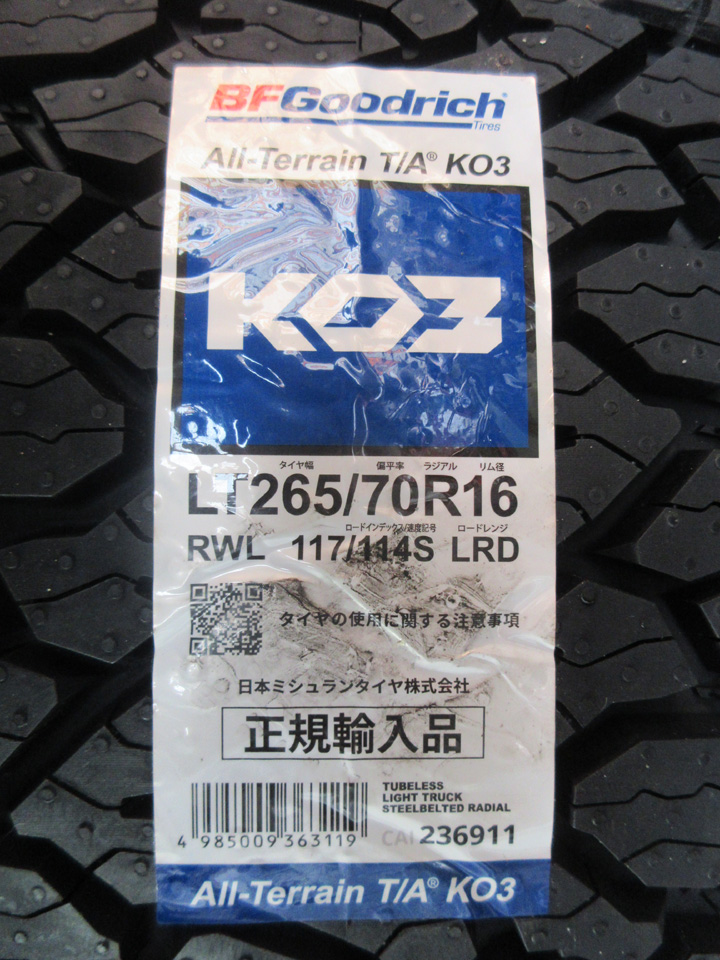 BFGoodrich®
Tires
All-Terrain T/A® KO3
KO3
タイヤ幅 偏平率 ラジアル リム径
LT265/70R16
ロードインデックス/速度記号 ロードレンジ
RWL 117/114S LRD
タイヤの使用に関する注意事項
日本ミシュランタイヤ株式会社
正規輸入品
TUBELESS
LIGHT TRUCK
STEELBELTED RADIAL
4 985009 363119
CAI 236911
All-Terrain T/A® KO3